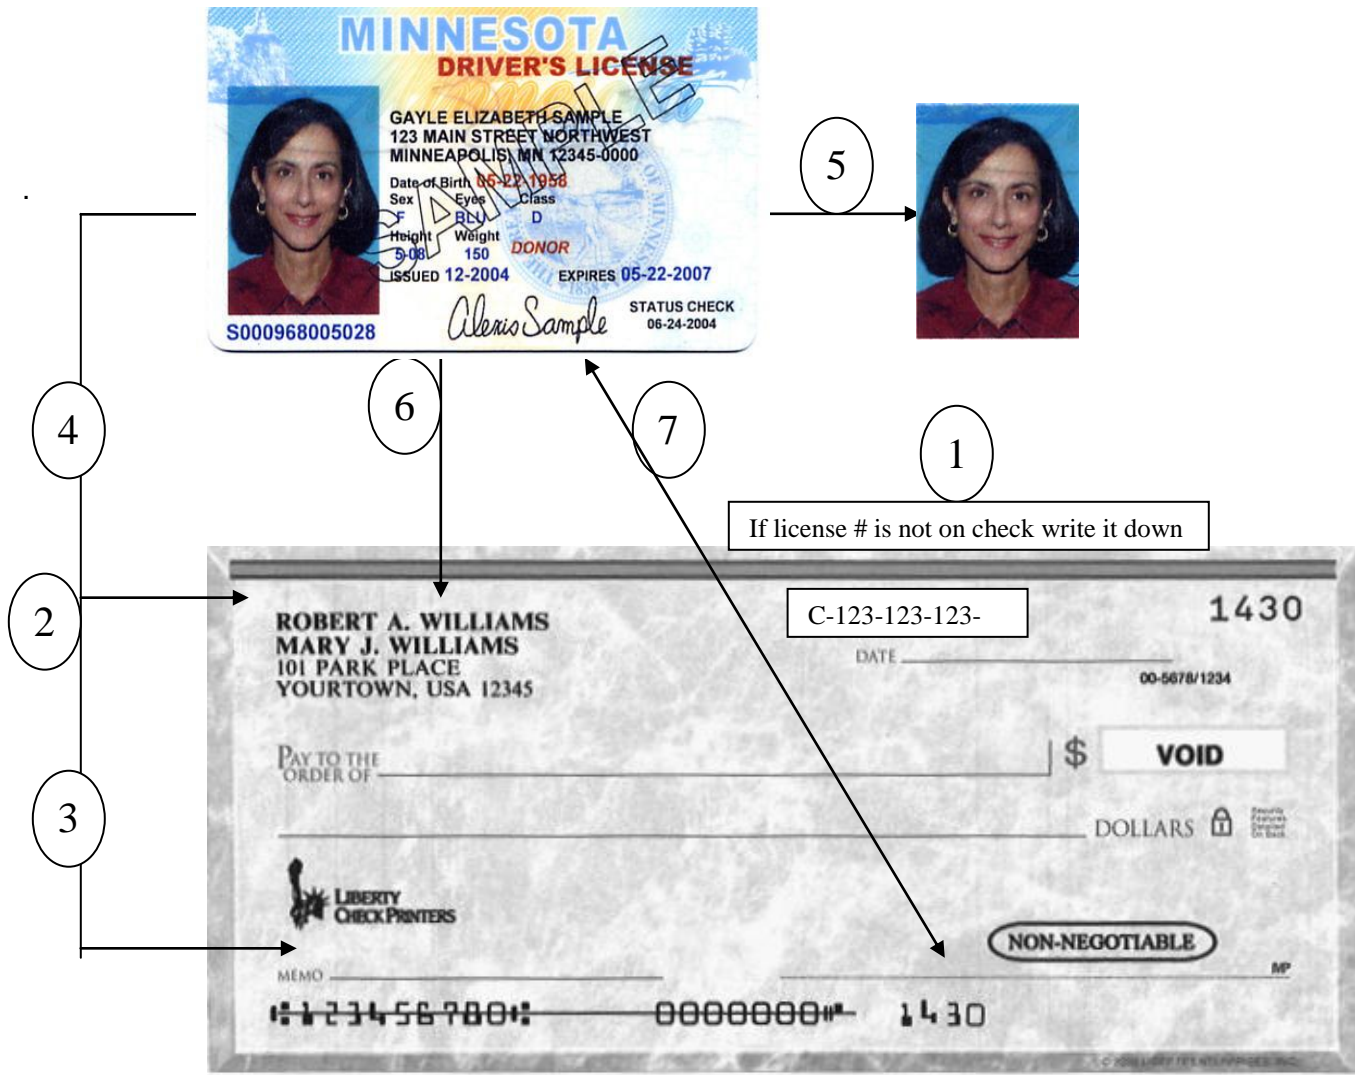 MINNESOTA
DRIVER'S LICENSE
GAYLE ELIZABETH SAMPLE
123 MAIN STREET NORTHWEST
MINNEAPOLIS, MN 12345-0000
Date of Birth 05-22-1958
Sex Eyes Class
F BLU D
Height Weight
5-08 150 DONOR
ISSUED 12-2004 EXPIRES 05-22-2007
Alexis Sample
STATUS CHECK
06-24-2004
S000968005028
SAMPLE
5
4
6
7
1
If license # is not on check write it down
2
3
ROBERT A. WILLIAMS
MARY J. WILLIAMS
101 PARK PLACE
YOURTOWN, USA 12345
C-123-123-123-
1430
DATE
00-5678/1234
PAY TO THE
ORDER OF
$ VOID
DOLLARS
Security
Features
Detailed
On Back
LIBERTY
CHECK PRINTERS
NON-NEGOTIABLE
MEMO
MP
⑆123456780⑆ 0000000⑈ 1430